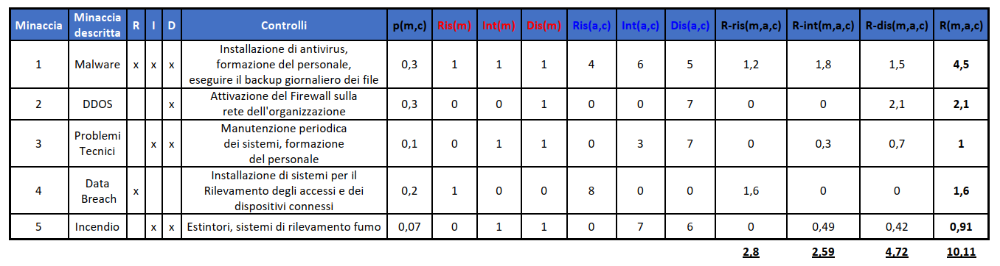 Minaccia Minaccia descritta R I D Controlli p(m,c) Ris(m) Int(m) Dis(m) Ris(a,c) Int(a,c) Dis(a,c) R-ris(m,a,c) R-int(m,a,c) R-dis(m,a,c) R(m,a,c)
1 Malware x x x Installazione di antivirus, formazione del personale, eseguire il backup giornaliero dei file 0,3 1 1 1 4 6 5 1,2 1,8 1,5 4,5
2 DDOS x Attivazione del Firewall sulla rete dell'organizzazione 0,3 0 0 1 0 0 7 0 0 2,1 2,1
3 Problemi Tecnici x x Manutenzione periodica dei sistemi, formazione del personale 0,1 0 1 1 0 3 7 0 0,3 0,7 1
4 Data Breach x Installazione di sistemi per il Rilevamento degli accessi e dei dispositivi connessi 0,2 1 0 0 8 0 0 1,6 0 0 1,6
5 Incendio x x Estintori, sistemi di rilevamento fumo 0,07 0 1 1 0 7 6 0 0,49 0,42 0,91
2,8 2,59 4,72 10,11